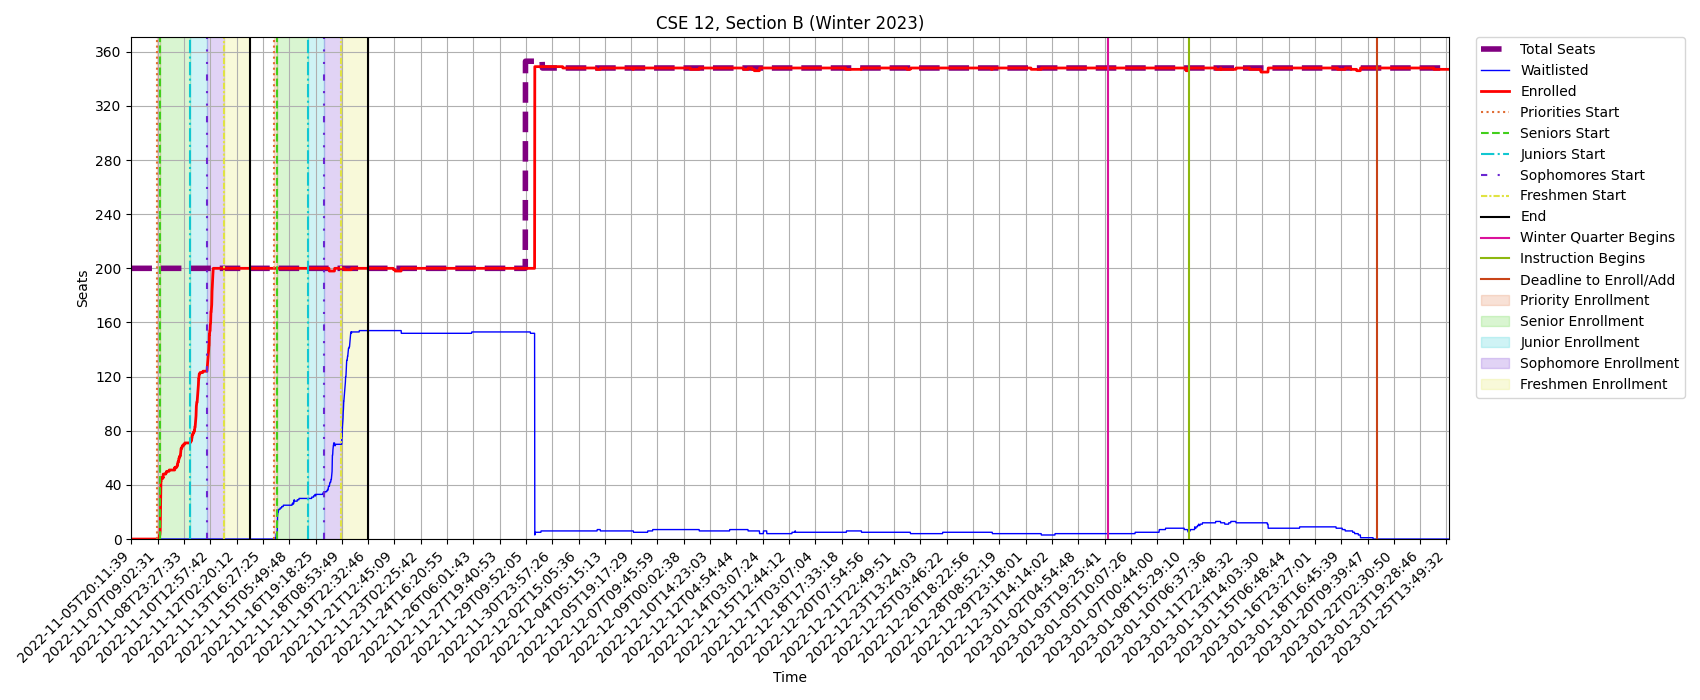 CSE 12, Section B (Winter 2023)
360
320
280
240
200
160
120
80
40
0
Seats
2022-11-05T20:11:39
2022-11-07T09:02:31
2022-11-08T23:27:33
2022-11-10T12:57:42
2022-11-12T02:20:12
2022-11-13T16:27:25
2022-11-15T05:49:48
2022-11-16T19:18:25
2022-11-18T08:53:49
2022-11-19T22:32:46
2022-11-21T12:45:09
2022-11-23T02:25:42
2022-11-24T16:20:55
2022-11-26T06:01:43
2022-11-27T19:40:53
2022-11-29T09:52:05
2022-11-30T23:57:26
2022-12-02T15:05:36
2022-12-04T05:15:13
2022-12-05T19:17:29
2022-12-07T09:45:59
2022-12-09T00:02:38
2022-12-10T14:23:03
2022-12-12T04:54:44
2022-12-14T03:07:24
2022-12-15T12:44:12
2022-12-17T03:07:04
2022-12-18T17:33:18
2022-12-20T07:54:56
2022-12-21T22:49:51
2022-12-23T13:24:03
2022-12-25T03:46:22
2022-12-26T18:22:56
2022-12-28T08:52:19
2022-12-29T23:18:01
2022-12-31T14:14:02
2023-01-02T04:54:48
2023-01-03T19:25:41
2023-01-05T10:07:26
2023-01-07T00:44:00
2023-01-08T15:29:10
2023-01-10T06:37:36
2023-01-11T22:48:32
2023-01-13T14:03:30
2023-01-15T06:48:44
2023-01-16T23:27:01
2023-01-18T16:45:39
2023-01-20T09:39:47
2023-01-22T02:30:50
2023-01-23T19:28:46
2023-01-25T13:49:32
Time
Total Seats
Waitlisted
Enrolled
Priorities Start
Seniors Start
Juniors Start
Sophomores Start
Freshmen Start
End
Winter Quarter Begins
Instruction Begins
Deadline to Enroll/Add
Priority Enrollment
Senior Enrollment
Junior Enrollment
Sophomore Enrollment
Freshmen Enrollment